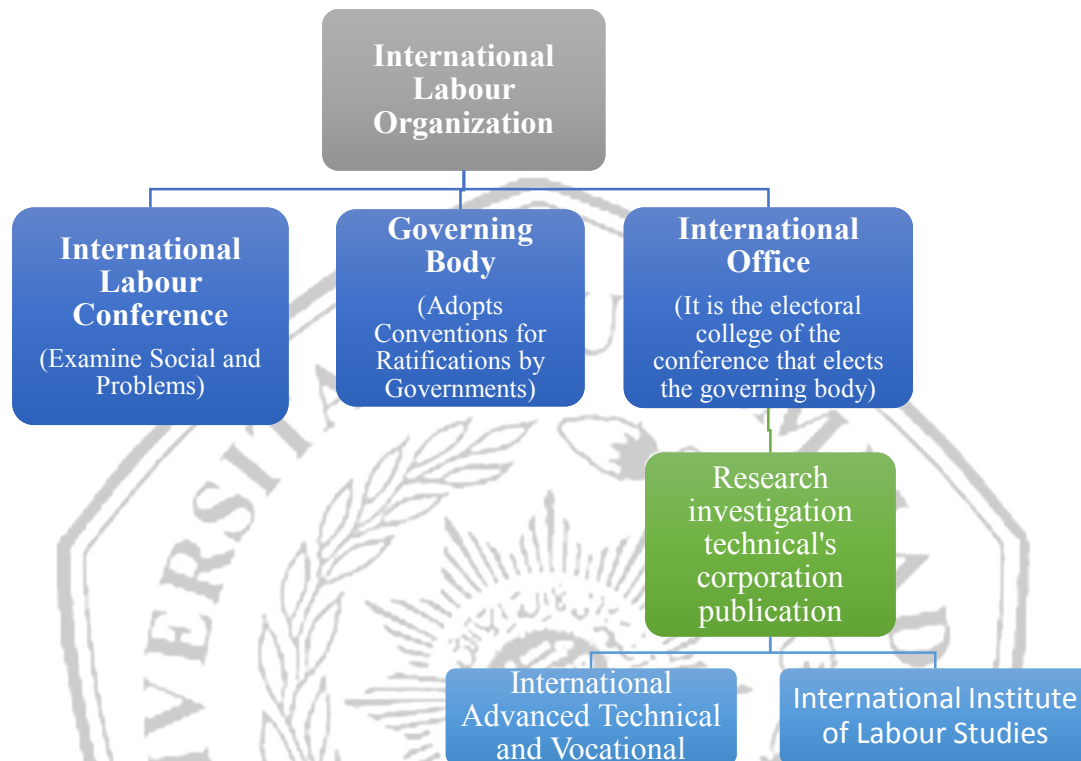 International
Labour
Organization
International
Labour
Conference
(Examine Social and
Problems)
Governing
Body
(Adopts
Conventions for
Ratifications by
Governments)
International
Office
(It is the electoral
college of the
conference that elects
the governing body)
Research
investigation
technical's
corporation
publication
International
Advanced Technical
and Vocational
International Institute
of Labour Studies